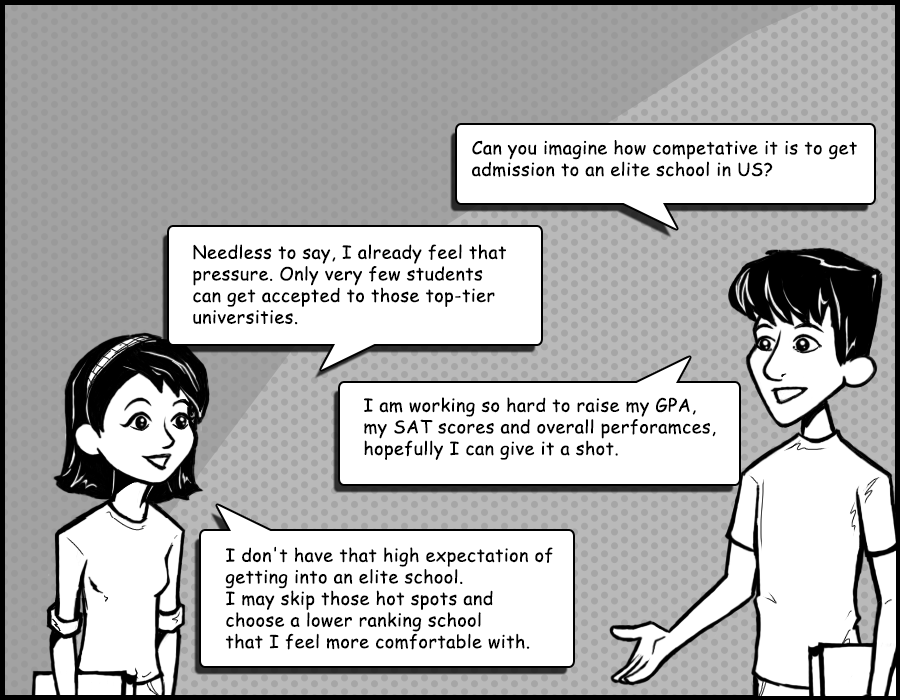 Can you imagine how competative it is to get
admission to an elite school in US?
Needless to say, I already feel that
pressure. Only very few students
can get accepted to those top-tier
universities.
I am working so hard to raise my GPA,
my SAT scores and overall perforamces,
hopefully I can give it a shot.
I don't have that high expectation of
getting into an elite school.
I may skip those hot spots and
choose a lower ranking school
that I feel more comfortable with.